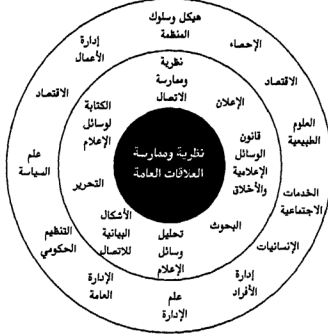 هيكل وسلوك
المنظمة
الإحصاء
الاقتصاد
العلوم
الطبيعية
الخدمات
الاجتماعية
الإنسانيات
إدارة
الأفراد
علم
الإدارة
الإدارة
العامة
التنظيم
الحكومي
علم
السياسة
الاقتصاد
إدارة
الأعمال
نظرية
وممارسة
الاتصال
الإعلان
قانون
الوسائل
الإعلامية
والأخلاق
البحوث
تحليل
وسائل
الإعلام
الأشكال
البيانية
للاتصال
التحرير
الكتابة
لوسائل
الإعلام
نظرية وممارسة
العلاقات العامة